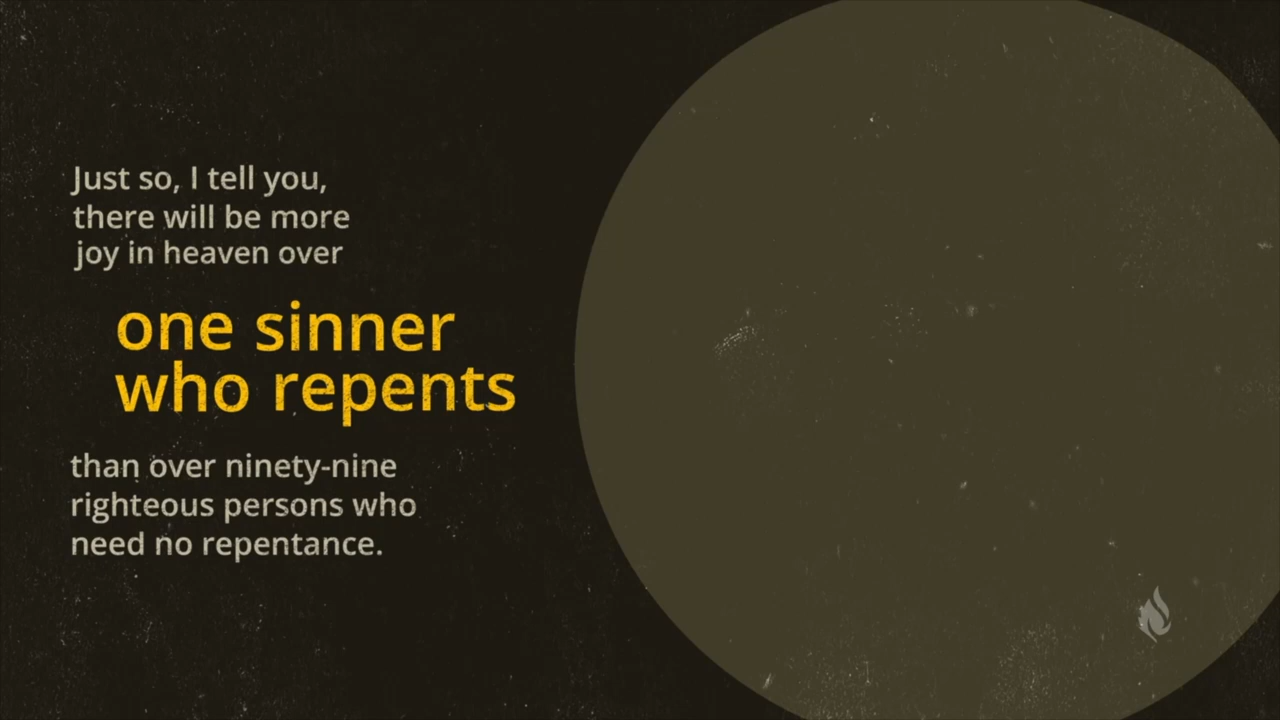 Just so, I tell you,
there will be more
joy in heaven over
one sinner
who repents
than over ninety-nine
righteous persons who
need no repentance.